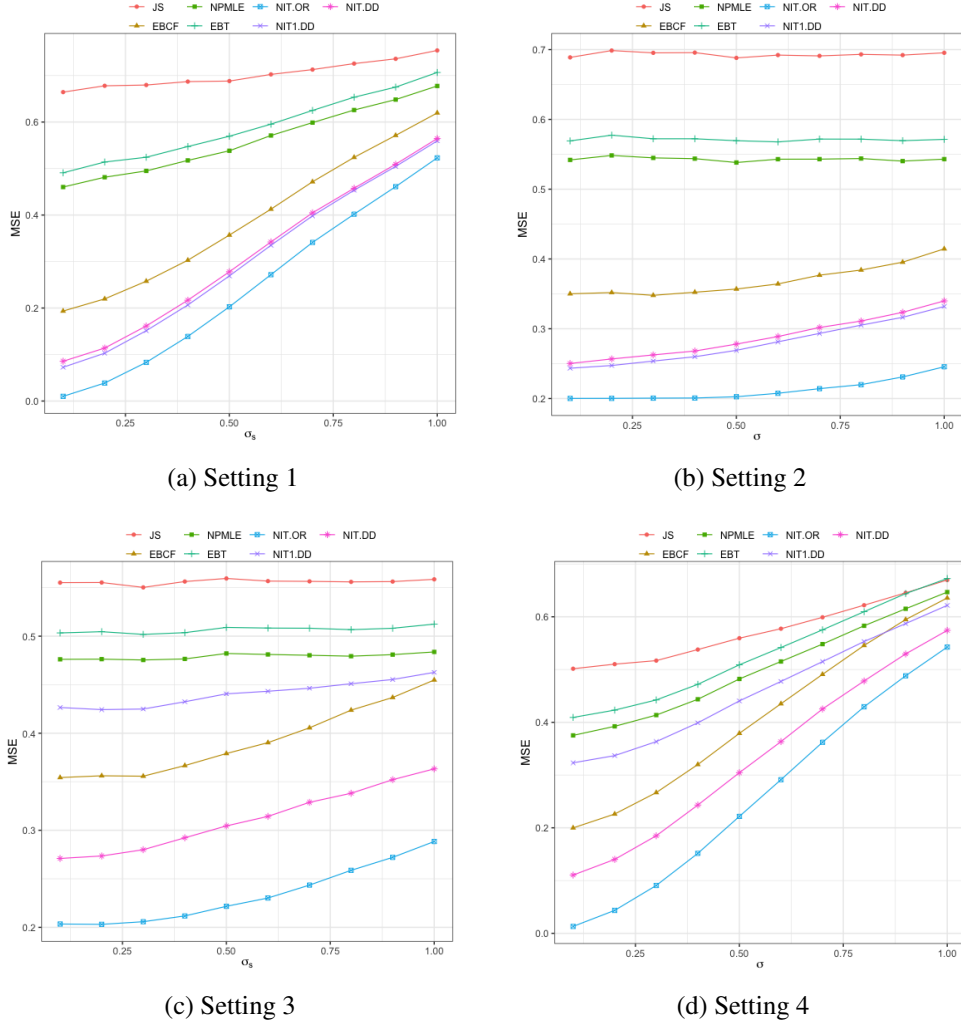 JS NPMLE NIT.OR NIT.DD
EBCF EBT NIT1.DD
MSE
0.6
0.4
0.2
0.0
0.25 0.50 0.75 1.00
σs
(a) Setting 1
JS NPMLE NIT.OR NIT.DD
EBCF EBT NIT1.DD
MSE
0.7
0.6
0.5
0.4
0.3
0.2
0.25 0.50 0.75 1.00
σ
(b) Setting 2
JS NPMLE NIT.OR NIT.DD
EBCF EBT NIT1.DD
MSE
0.5
0.4
0.3
0.2
0.25 0.50 0.75 1.00
σs
(c) Setting 3
JS NPMLE NIT.OR NIT.DD
EBCF EBT NIT1.DD
MSE
0.6
0.4
0.2
0.0
0.25 0.50 0.75 1.00
σ
(d) Setting 4